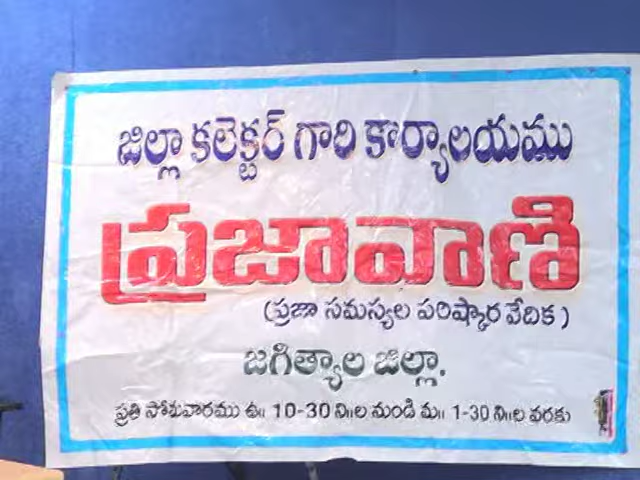 జిల్లా కలెక్టర్ గారి కార్యాలయము
ప్రజావాణి
(ప్రజా సమస్యల పరిష్కార వేదిక)
జగిత్యాల జిల్లా.
ప్రతి సోమవారము ఉ॥ 10-30 ని॥ల నుండి మ॥ 1-30 ని॥ల వరకు